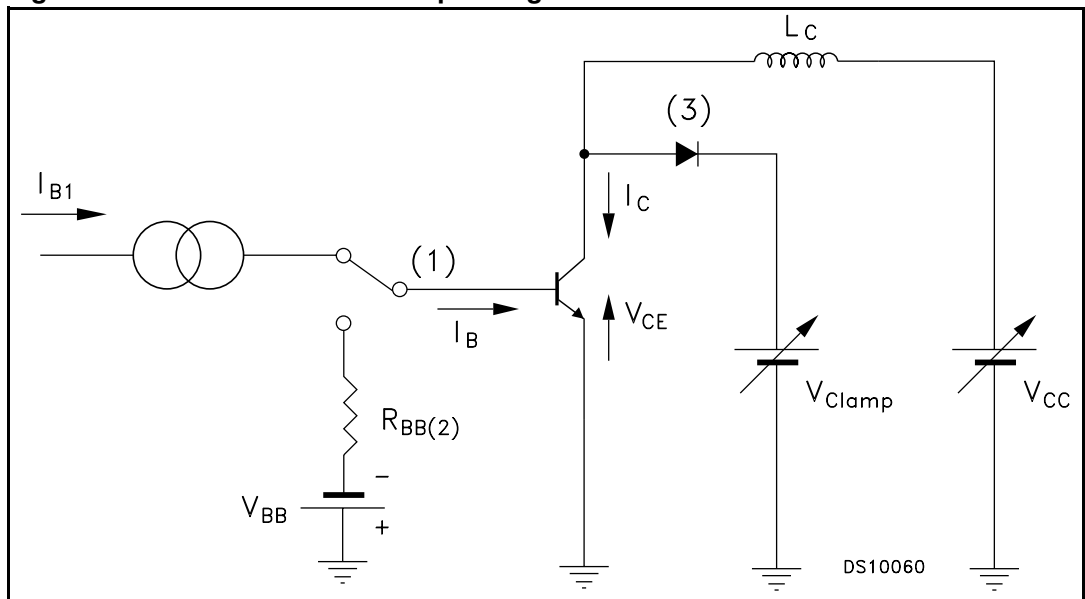 L C
(3)
I B1
I C
(1)
I B
V CE
R BB(2)
V Clamp
V CC
−
V BB
+
DS10060